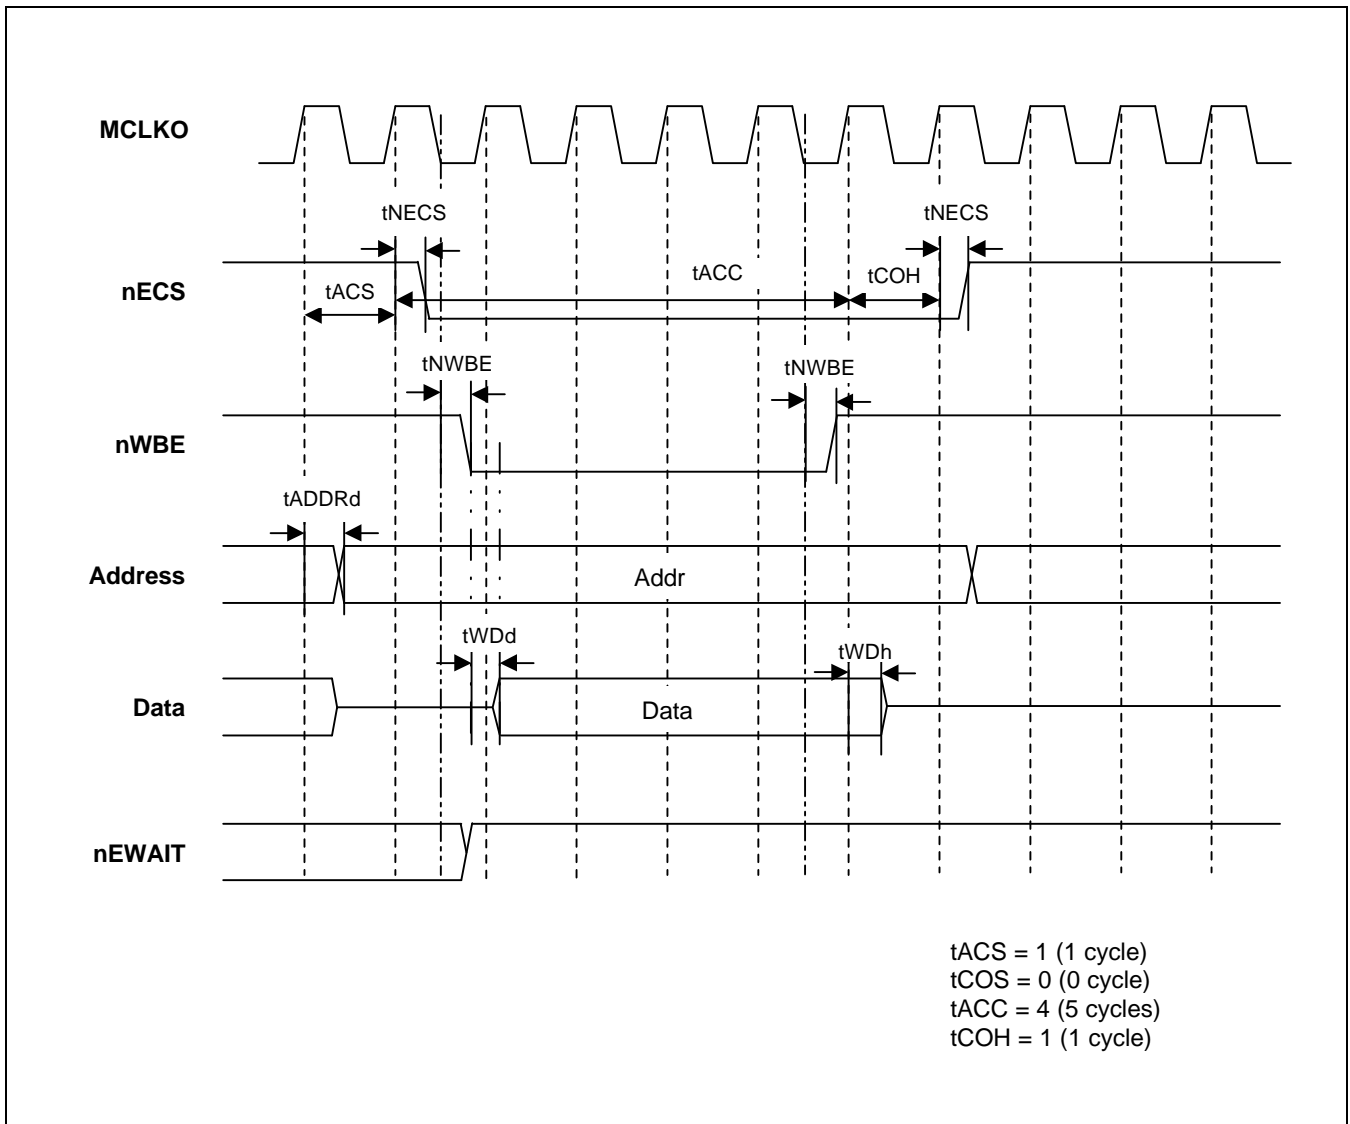 MCLKO
tNECS
tNECS
tACC
tCOH
nECS
tACS
tNWBE
tNWBE
nWBE
tADDRd
Address
Addr
tWDd
tWDh
Data
Data
nEWAIT
tACS = 1 (1 cycle)
tCOS = 0 (0 cycle)
tACC = 4 (5 cycles)
tCOH = 1 (1 cycle)